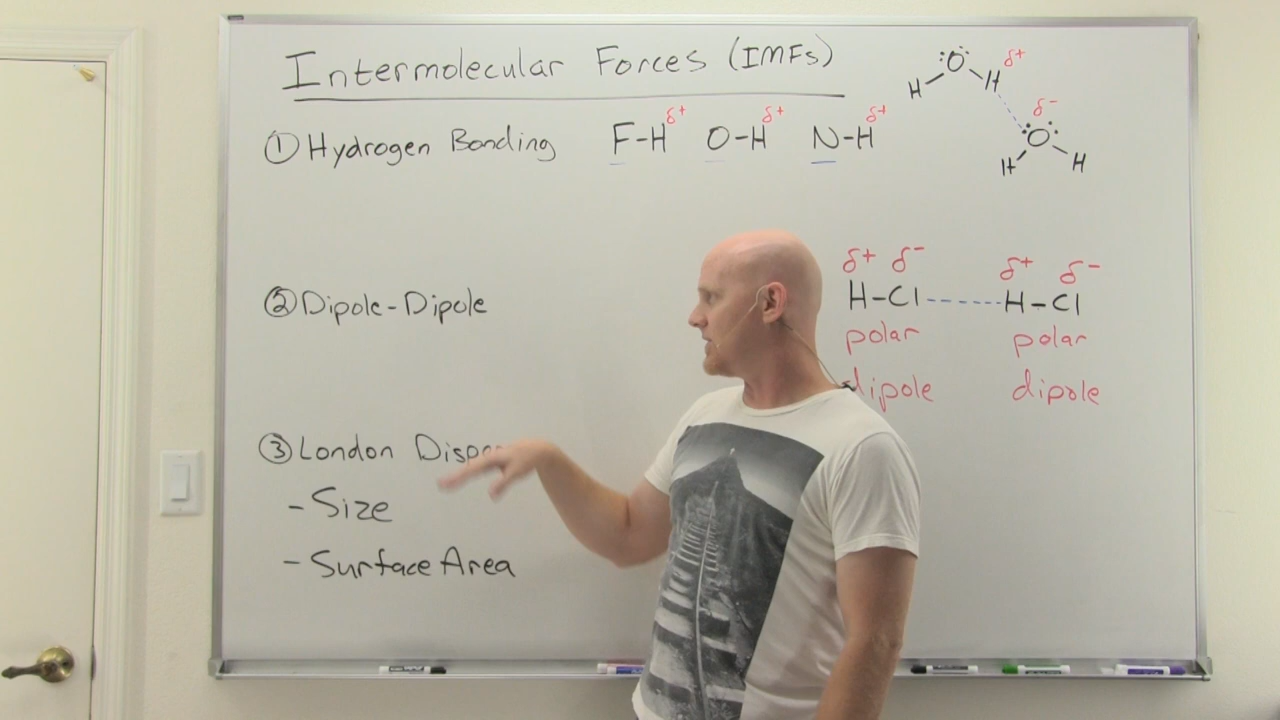 Intermolecular Forces (IMFs)
① Hydrogen Bonding F-H δ+ O-H δ+ N-H δ+
H O H δ+
δ-
H O H
② Dipole-Dipole
δ+ δ- δ+ δ-
H-Cl H-Cl
polar polar
dipole dipole
③ London
- Size
- Surface Area